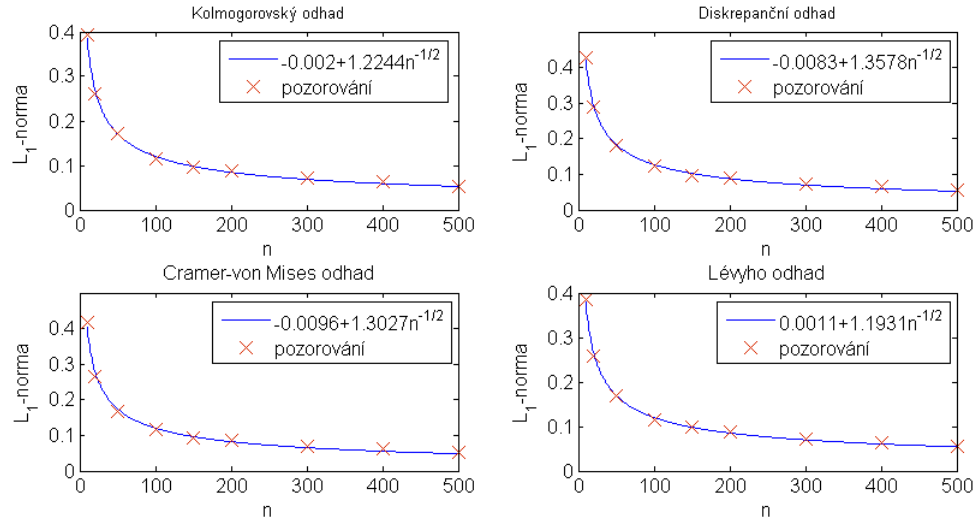 Kolmogorovský odhad
0.4
0.3
0.2
0.1
0
L1-norma
-0.002+1.2244n^-1/2
pozorování
0 100 200 300 400 500
n
Diskrepanční odhad
0.4
0.3
0.2
0.1
0
L1-norma
-0.0083+1.3578n^-1/2
pozorování
0 100 200 300 400 500
n
Cramer-von Mises odhad
0.4
0.3
0.2
0.1
0
L1-norma
-0.0096+1.3027n^-1/2
pozorování
0 100 200 300 400 500
n
Lévyho odhad
0.4
0.3
0.2
0.1
0
L1-norma
0.0011+1.1931n^-1/2
pozorování
0 100 200 300 400 500
n